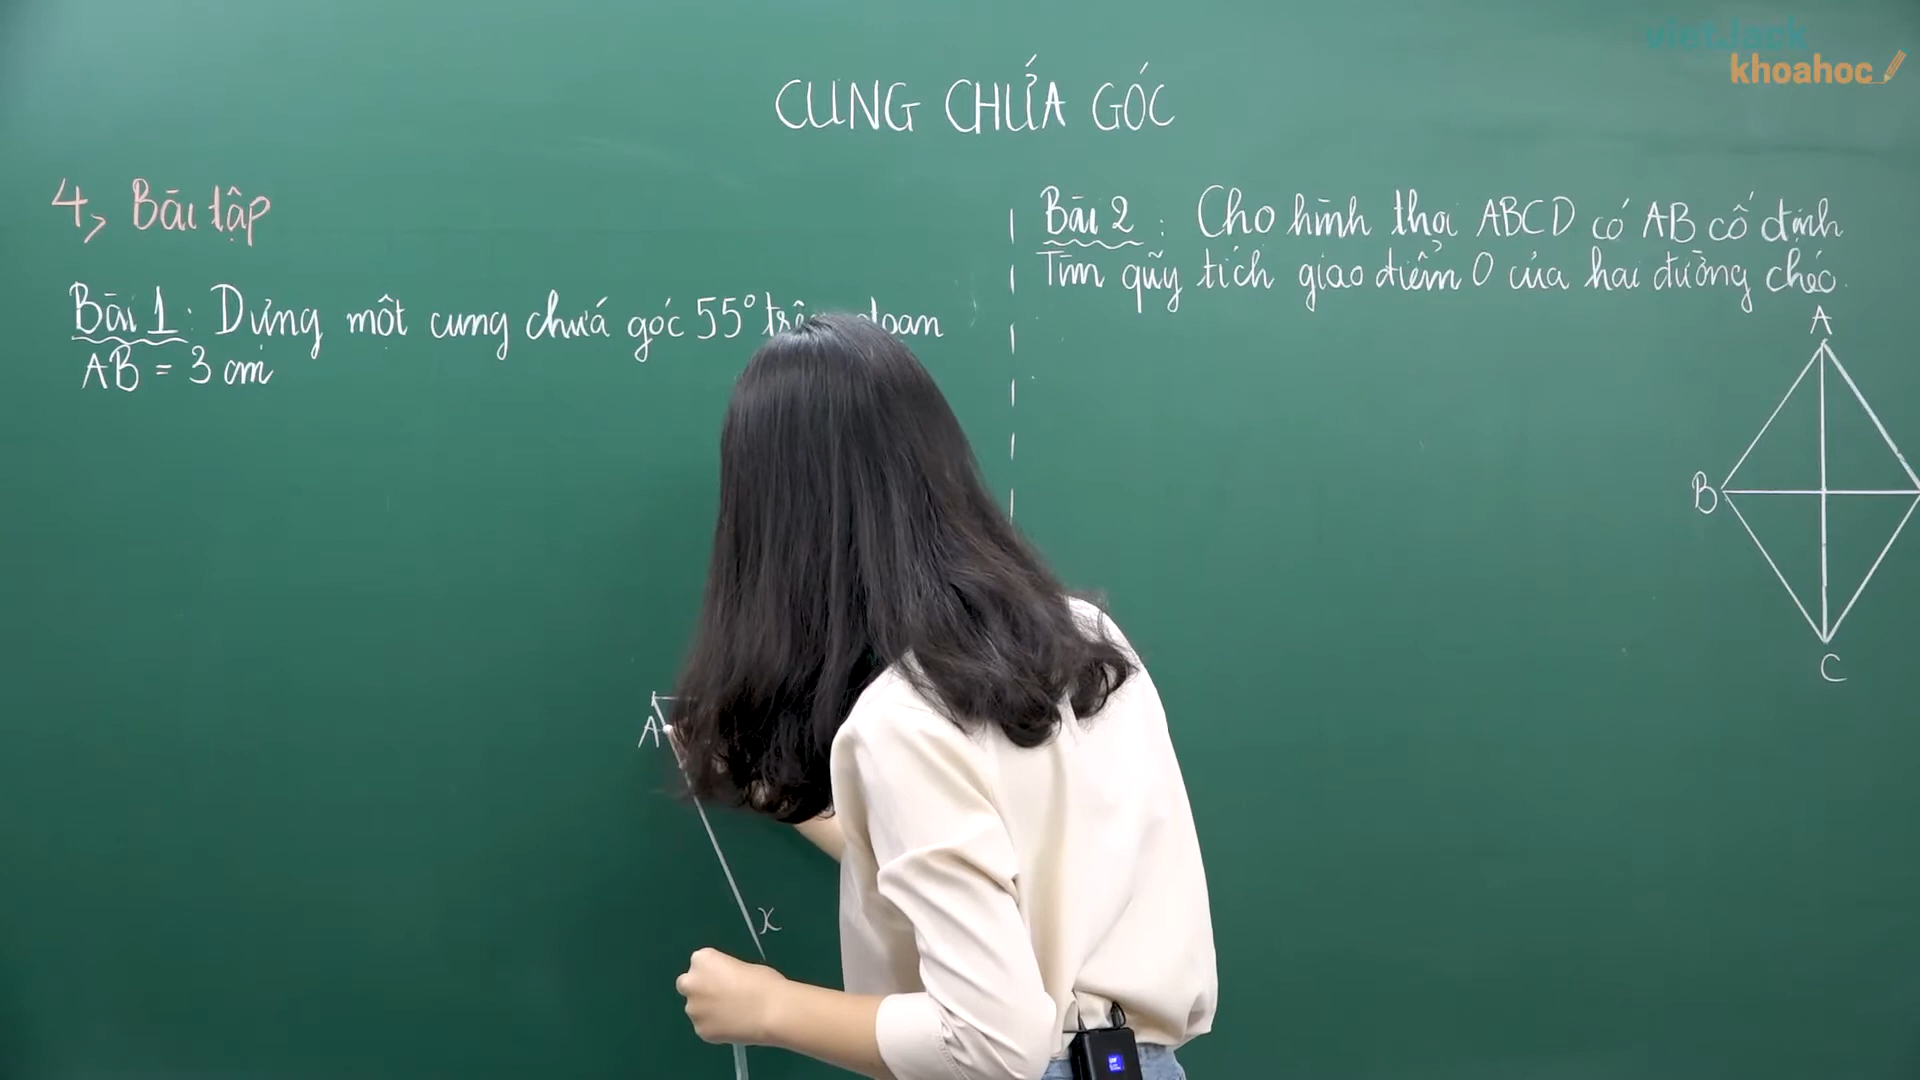 vietJack
khoahoc
CUNG CHỨA GÓC
4, Bài tập
Bài 1 : Dựng một cung chứa góc 55° trên đoạn
AB = 3 cm
Bài 2 : Cho hình thoi ABCD có AB cố định
Tìm quỹ tích giao điểm O của hai đường chéo.
A
B
C
A
x